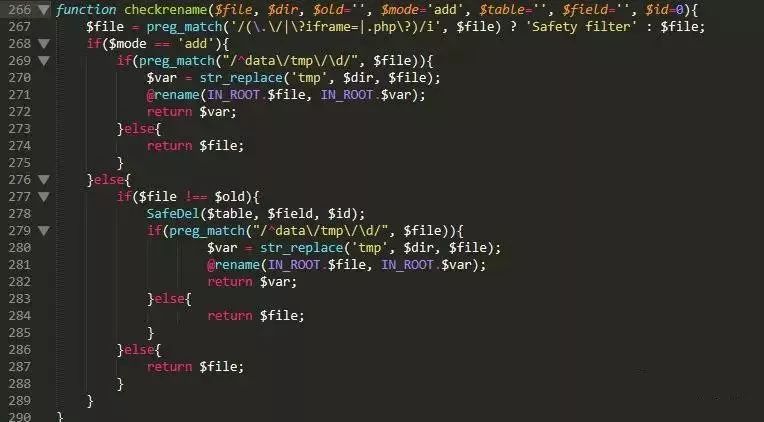 266 function checkrename($file, $dir, $old='', $mode='add', $table='', $field='', $id=0){
267 $file = preg_match('/(\.\/|\?iframe=|.php\?)/i', $file) ? 'Safety filter' : $file;
268 if($mode == 'add'){
269 if(preg_match("/^data\/tmp\/\d/", $file)){
270 $var = str_replace('tmp', $dir, $file);
271 @rename(IN_ROOT.$file, IN_ROOT.$var);
272 return $var;
273 }else{
274 return $file;
275 }
276 }else{
277 if($file !== $old){
278 SafeDel($table, $field, $id);
279 if(preg_match("/^data\/tmp\/\d/", $file)){
280 $var = str_replace('tmp', $dir, $file);
281 @rename(IN_ROOT.$file, IN_ROOT.$var);
282 return $var;
283 }else{
284 return $file;
285 }
286 }else{
287 return $file;
288 }
289 }
290 }